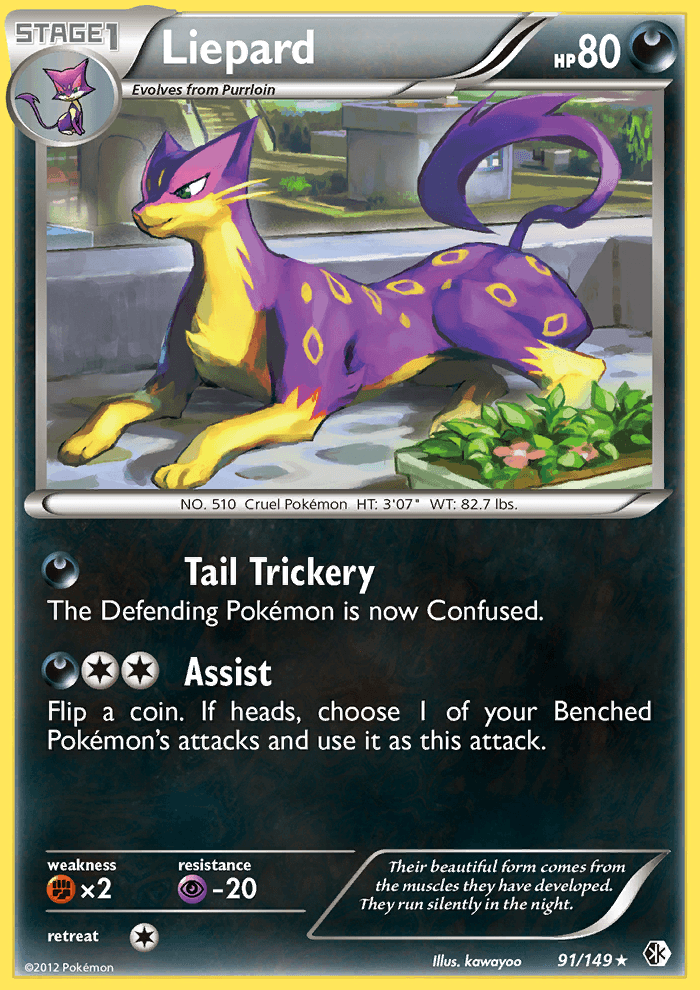 STAGE1
Liepard
HP80
Evolves from Purrloin
NO. 510 Cruel Pokémon HT: 3'07" WT: 82.7 lbs.
Tail Trickery
The Defending Pokémon is now Confused.
Assist
Flip a coin. If heads, choose 1 of your Benched
Pokémon's attacks and use it as this attack.
weakness
×2
resistance
-20
retreat
Their beautiful form comes from
the muscles they have developed.
They run silently in the night.
©2012 Pokémon
Illus. kawayoo
91/149★